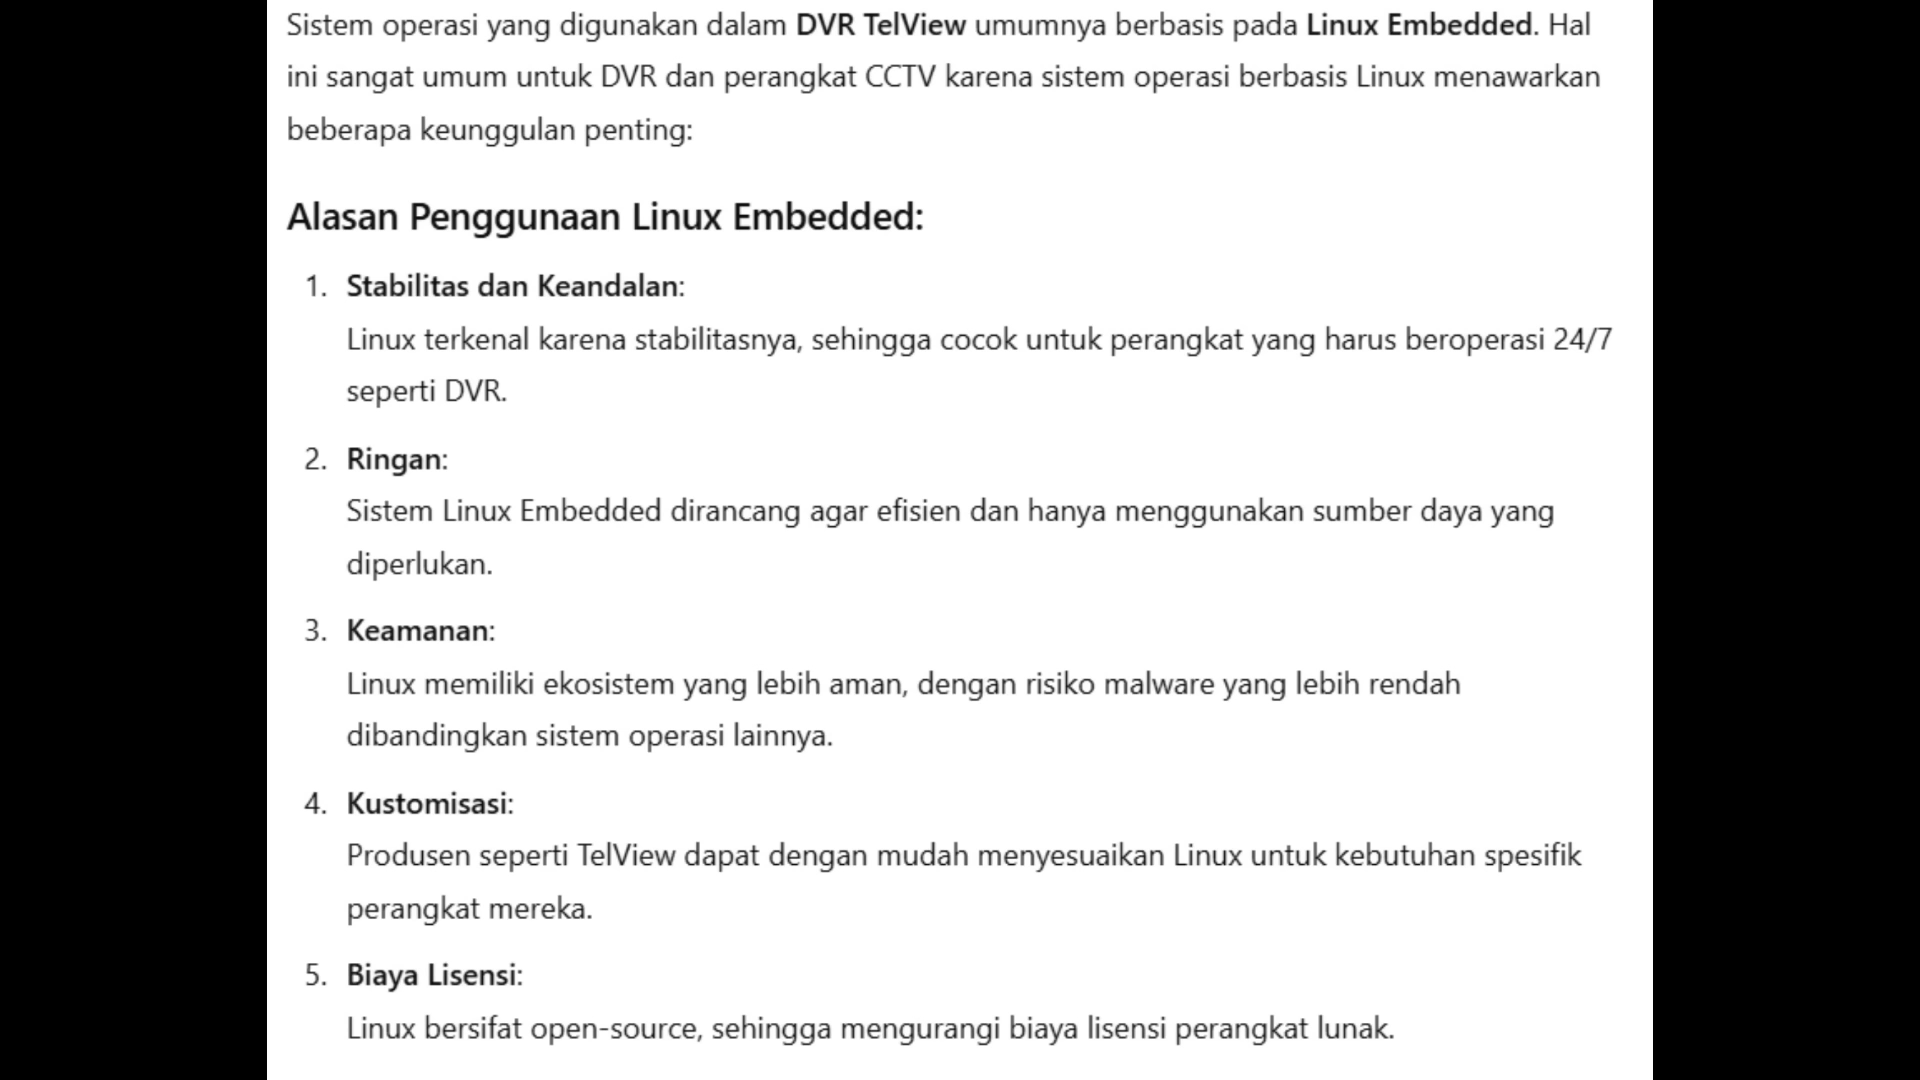 Sistem operasi yang digunakan dalam DVR TelView umumnya berbasis pada Linux Embedded. Hal
ini sangat umum untuk DVR dan perangkat CCTV karena sistem operasi berbasis Linux menawarkan
beberapa keunggulan penting:
Alasan Penggunaan Linux Embedded:
1. Stabilitas dan Keandalan:
Linux terkenal karena stabilitasnya, sehingga cocok untuk perangkat yang harus beroperasi 24/7
seperti DVR.
2. Ringan:
Sistem Linux Embedded dirancang agar efisien dan hanya menggunakan sumber daya yang
diperlukan.
3. Keamanan:
Linux memiliki ekosistem yang lebih aman, dengan risiko malware yang lebih rendah
dibandingkan sistem operasi lainnya.
4. Kustomisasi:
Produsen seperti TelView dapat dengan mudah menyesuaikan Linux untuk kebutuhan spesifik
perangkat mereka.
5. Biaya Lisensi:
Linux bersifat open-source, sehingga mengurangi biaya lisensi perangkat lunak.